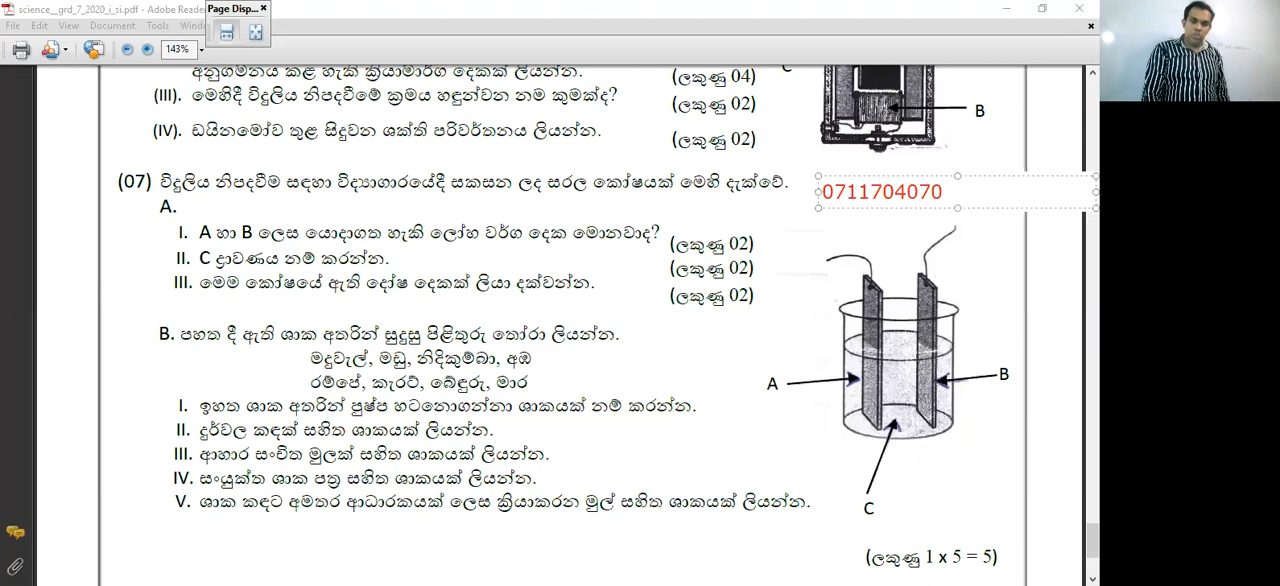 science__grd_7_2020_i_si.pdf - Adobe Reader
Page Disp...
File Edit View Document Tools Window
143%
අනුගමනය කළ හැකි ක්‍රියාමාර්ග දෙකක් ලියන්න. (ලකුණු 04)
C
(III). මෙහිදී විදුලිය නිපදවීමේ ක්‍රමය හඳුන්වන නම කුමක්ද? (ලකුණු 02)
B
(IV). ඩයිනමෝව තුළ සිදුවන ශක්ති පරිවර්තනය ලියන්න. (ලකුණු 02)
(07) විදුලිය නිපදවීම සඳහා විද්‍යාගාරයේදී සකසන ලද සරල කෝෂයක් මෙහි දැක්වේ.
0711704070
A.
I. A හා B ලෙස යොදාගත හැකි ලෝහ වර්ග දෙක මොනවාද? (ලකුණු 02)
II. C ද්‍රාවණය නම් කරන්න. (ලකුණු 02)
III. මෙම කෝෂයේ ඇති දෝෂ දෙකක් ලියා දක්වන්න. (ලකුණු 02)
B. පහත දී ඇති ශාක අතරින් සුදුසු පිළිතුරු තෝරා ලියන්න.
මදුවැල්, මඩු, නිදිකුම්බා, අඹ
රම්පේ, කැරට්, බේඳුරු, මාර
A
B
I. ඉහත ශාක අතරින් පුෂ්ප හටනොගන්නා ශාකයක් නම් කරන්න.
II. දුර්වල කඳක් සහිත ශාකයක් ලියන්න.
III. ආහාර සංචිත මුලක් සහිත ශාකයක් ලියන්න.
IV. සංයුක්ත ශාක පත්‍ර සහිත ශාකයක් ලියන්න.
V. ශාක කඳට අමතර ආධාරකයක් ලෙස ක්‍රියාකරන මුල් සහිත ශාකයක් ලියන්න.
C
(ලකුණු 1 x 5 = 5)